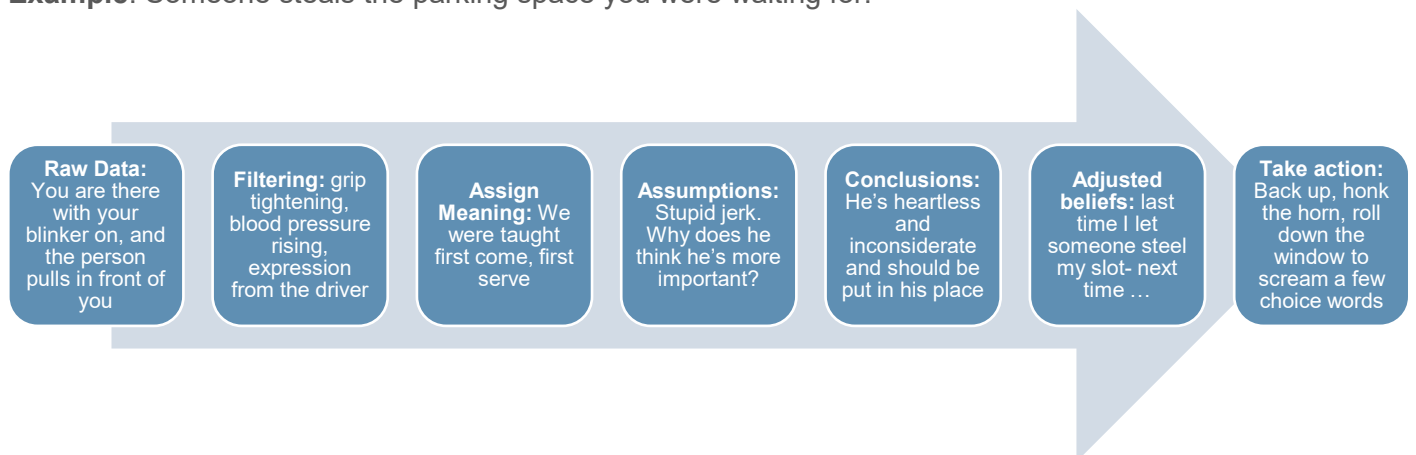 Example: Someone steals the parking space you were waiting for.
Raw Data:
You are there
with your
blinker on, and
the person
pulls in front of
you
Filtering: grip
tightening,
blood pressure
rising,
expression
from the driver
Assign
Meaning: We
were taught
first come, first
serve
Assumptions:
Stupid jerk.
Why does he
think he's more
important?
Conclusions:
He's heartless
and
inconsiderate
and should be
put in his place
Adjusted
beliefs: last
time I let
someone steel
my slot- next
time …
Take action:
Back up, honk
the horn, roll
down the
window to
scream a few
choice words